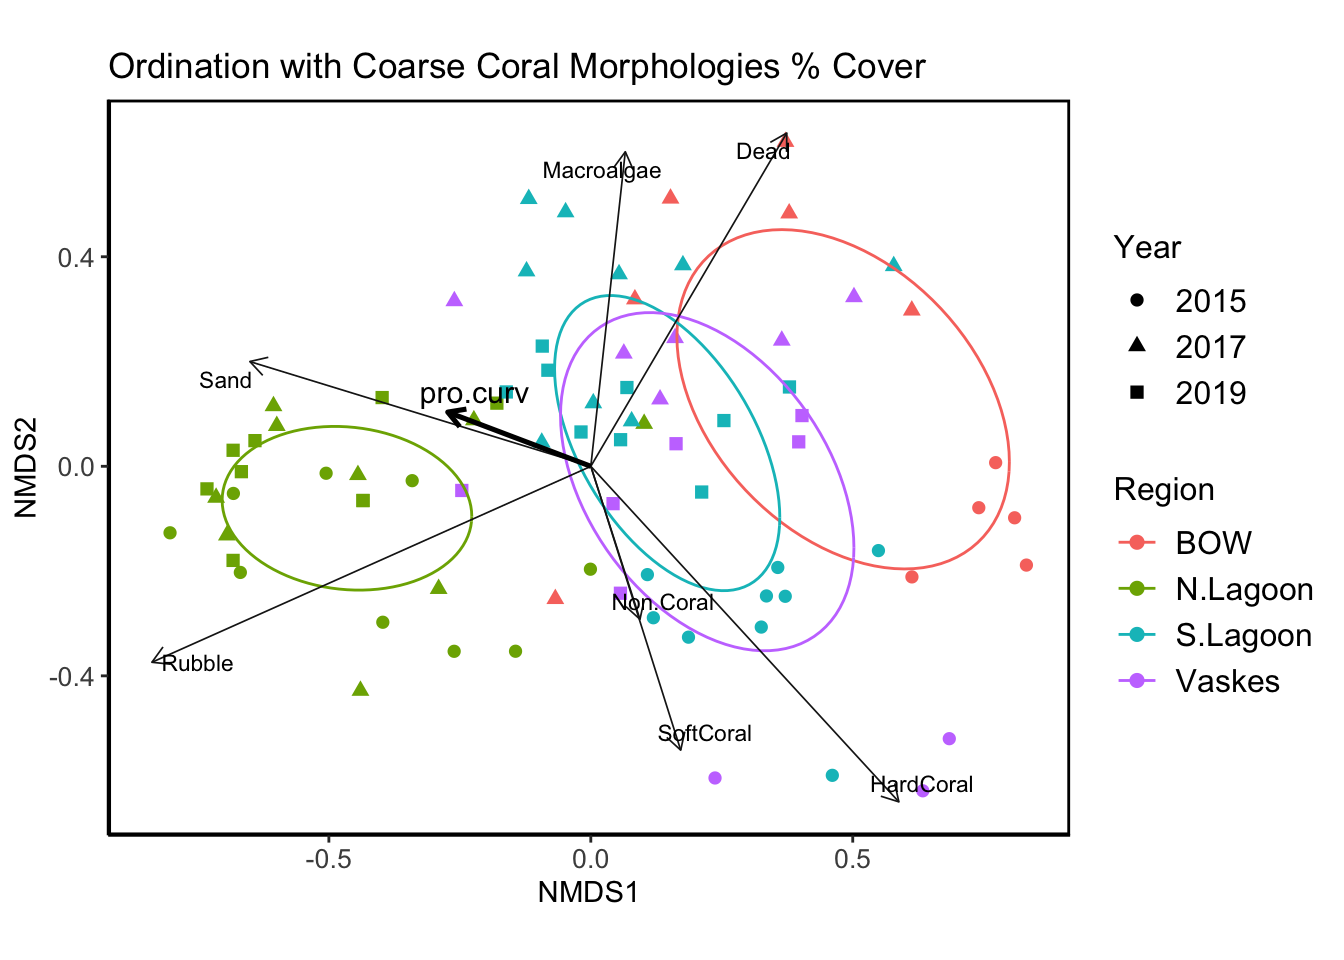 Ordination with Coarse Coral Morphologies % Cover
Macroalgae
Dead
Sand
pro.curv
Non.Coral
Rubble
SoftCoral
HardCoral
0.4
0.0
-0.4
NMDS2
-0.5
0.0
0.5
NMDS1
Year
2015
2017
2019
Region
BOW
N.Lagoon
S.Lagoon
Vaskes